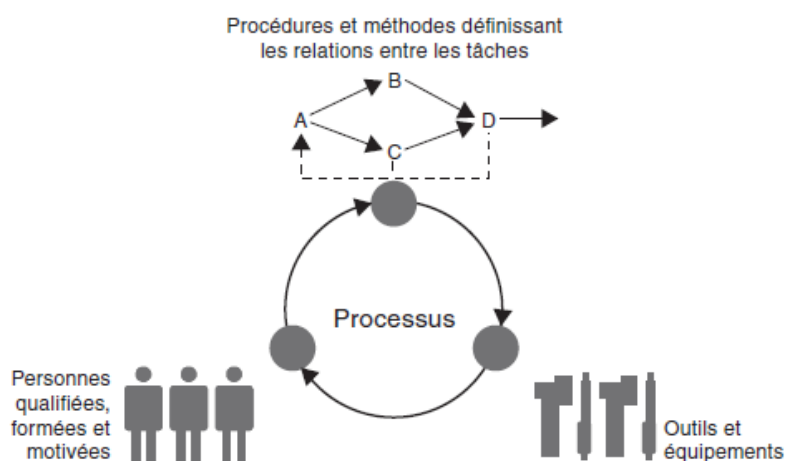 Procédures et méthodes définissant
les relations entre les tâches
B
A
D
C
Processus
Personnes
qualifiées,
formées et
motivées
Outils et
équipements